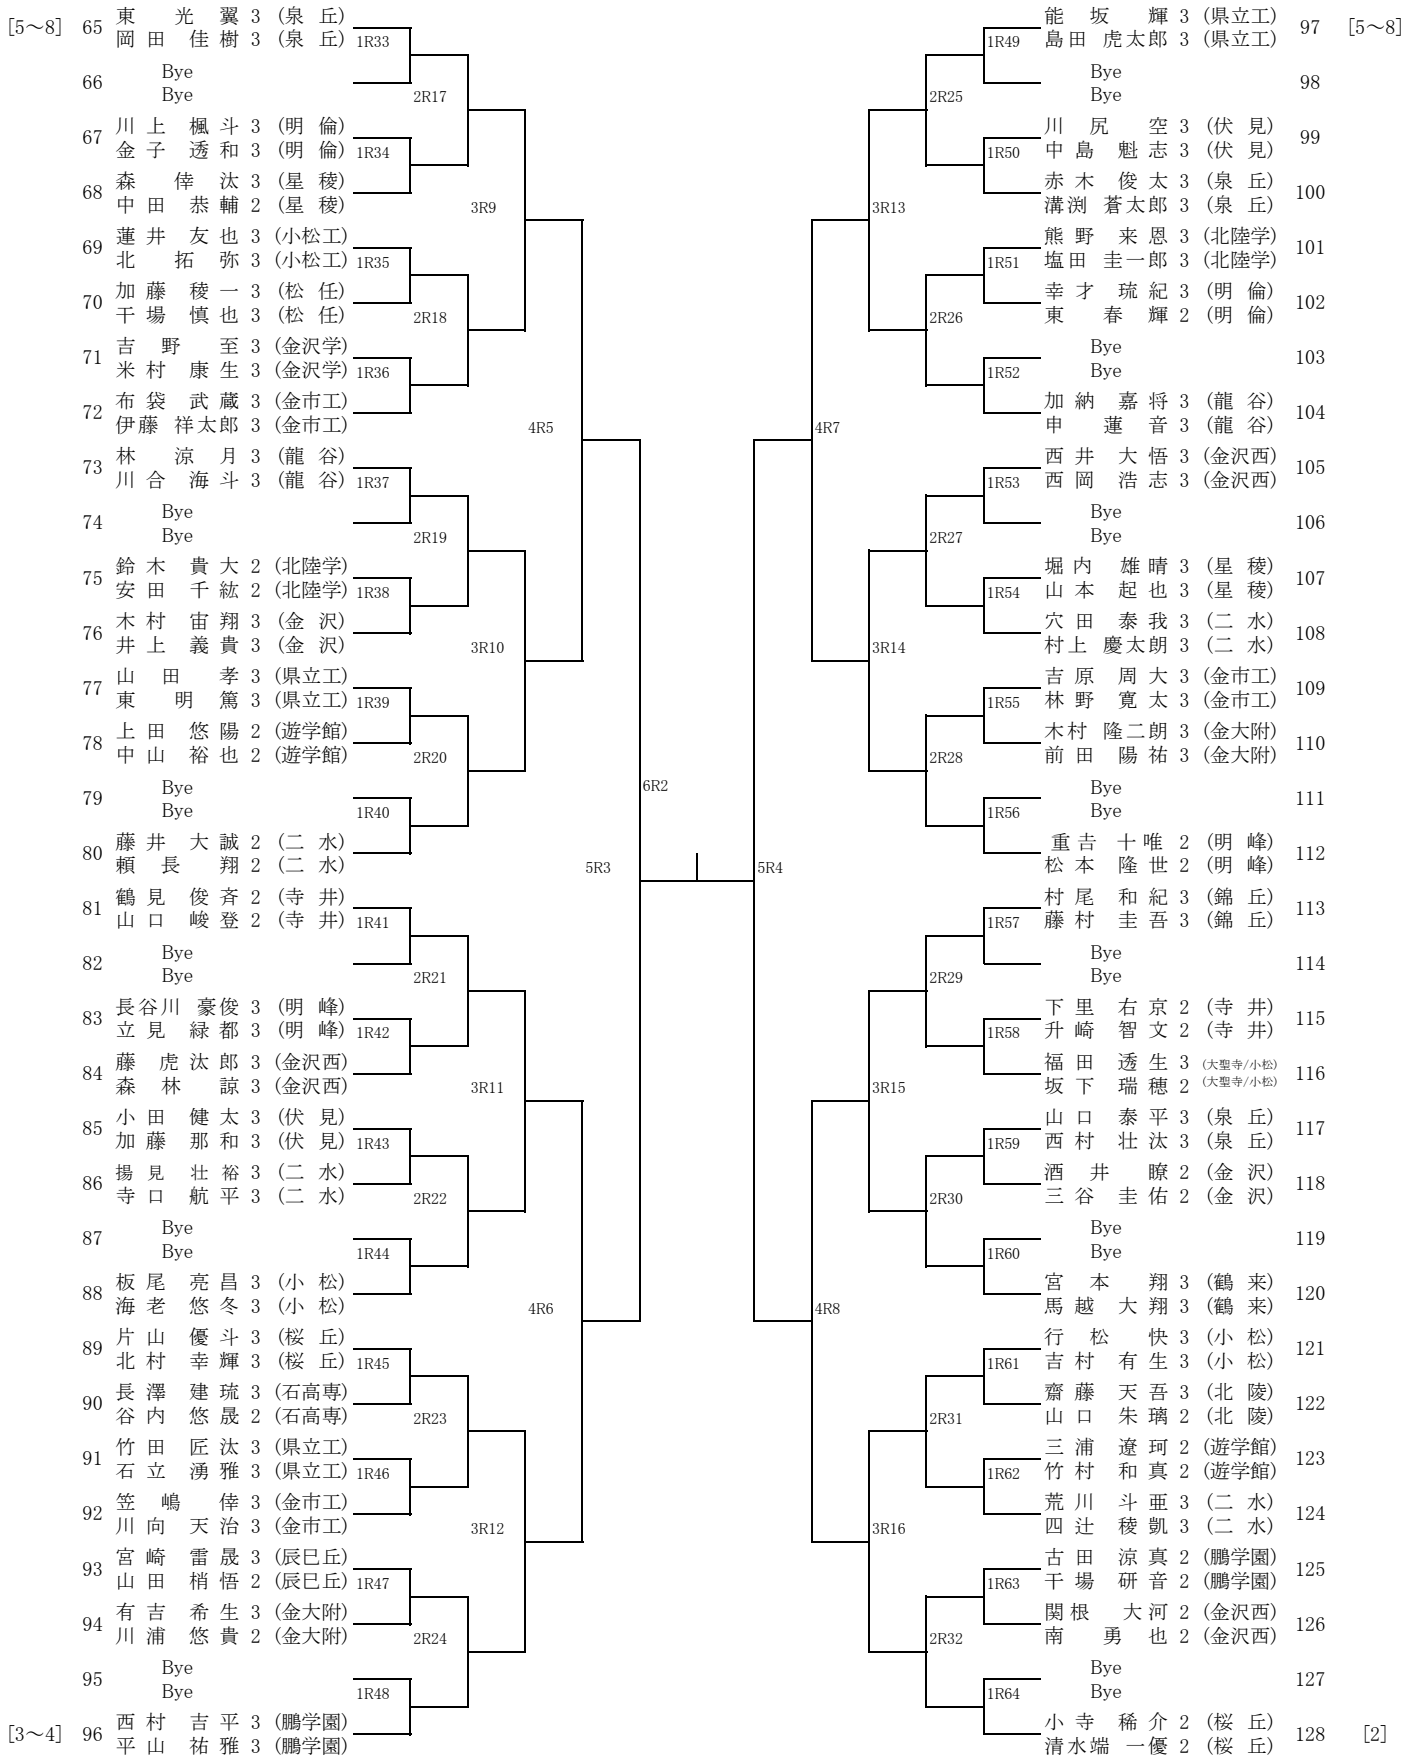 [5～8] 65 東 光 翼 3 (泉 丘)
岡 田 佳 樹 3 (泉 丘)
1R33
66 Bye
Bye
2R17
67 川 上 楓 斗 3 (明 倫)
金 子 透 和 3 (明 倫)
1R34
68 森 倖 汰 3 (星 稜)
中 田 恭 輔 2 (星 稜)
3R9
69 蓮 井 友 也 3 (小松工)
北 拓 弥 3 (小松工)
1R35
70 加 藤 稜 一 3 (松 任)
干 場 慎 也 3 (松 任)
2R18
71 吉 野 至 3 (金沢学)
米 村 康 生 3 (金沢学)
1R36
72 布 袋 武 蔵 3 (金市工)
伊藤 祥太郎 3 (金市工)
4R5
73 林 涼 月 3 (龍 谷)
川 合 海 斗 3 (龍 谷)
1R37
74 Bye
Bye
2R19
75 鈴 木 貴 大 2 (北陸学)
安 田 千 紘 2 (北陸学)
1R38
76 木 村 宙 翔 3 (金 沢)
井 上 義 貴 3 (金 沢)
3R10
77 山 田 孝 3 (県立工)
東 明 篤 3 (県立工)
1R39
78 上 田 悠 陽 2 (遊学館)
中 山 裕 也 2 (遊学館)
2R20
79 Bye
Bye
1R40
6R2
80 藤 井 大 誠 2 (二 水)
頼 長 翔 2 (二 水)
5R3
81 鶴 見 俊 斉 2 (寺 井)
山 口 峻 登 2 (寺 井)
1R41
82 Bye
Bye
2R21
83 長谷川 豪俊 3 (明 峰)
立 見 緑 都 3 (明 峰)
1R42
84 藤 虎 汰 郎 3 (金沢西)
森 林 諒 3 (金沢西)
3R11
85 小 田 健 太 3 (伏 見)
加 藤 那 和 3 (伏 見)
1R43
86 揚 見 壮 裕 3 (二 水)
寺 口 航 平 3 (二 水)
2R22
87 Bye
Bye
1R44
88 板 尾 亮 昌 3 (小 松)
海 老 悠 冬 3 (小 松)
4R6
89 片 山 優 斗 3 (桜 丘)
北 村 幸 輝 3 (桜 丘)
1R45
90 長 澤 建 琉 3 (石高専)
谷 内 悠 晟 2 (石高専)
2R23
91 竹 田 匠 汰 3 (県立工)
石 立 湧 雅 3 (県立工)
1R46
92 笠 嶋 倖 3 (金市工)
川 向 天 治 3 (金市工)
3R12
93 宮 崎 雷 晟 3 (辰巳丘)
山 田 梢 悟 2 (辰巳丘)
1R47
94 有 吉 希 生 3 (金大附)
川 浦 悠 貴 2 (金大附)
2R24
95 Bye
Bye
1R48
[3～4] 96 西 村 吉 平 3 (鵬学園)
平 山 祐 雅 3 (鵬学園)
能 坂 輝 3 (県立工) 97 [5～8]
島田 虎太郎 3 (県立工)
1R49
Bye 98
Bye
2R25
川 尻 空 3 (伏 見) 99
中 島 魁 志 3 (伏 見)
1R50
赤 木 俊 太 3 (泉 丘) 100
溝渕 蒼太郎 3 (泉 丘)
3R13
熊 野 来 恩 3 (北陸学) 101
塩田 圭一郎 3 (北陸学)
1R51
幸 才 琉 紀 3 (明 倫) 102
東 春 輝 2 (明 倫)
2R26
Bye 103
Bye
1R52
加 納 嘉 将 3 (龍 谷) 104
申 蓮 音 3 (龍 谷)
4R7
西 井 大 悟 3 (金沢西) 105
西 岡 浩 志 3 (金沢西)
1R53
Bye 106
Bye
2R27
堀 内 雄 晴 3 (星 稜) 107
山 本 起 也 3 (星 稜)
1R54
穴 田 泰 我 3 (二 水) 108
村上 慶太朗 3 (二 水)
3R14
吉 原 周 大 3 (金市工) 109
林 野 寛 太 3 (金市工)
1R55
木村 隆二朗 3 (金大附) 110
前 田 陽 祐 3 (金大附)
2R28
Bye 111
Bye
1R56
重𠮷 十唯 2 (明 峰) 112
松 本 隆 世 2 (明 峰)
5R4
村 尾 和 紀 3 (錦 丘) 113
藤 村 圭 吾 3 (錦 丘)
1R57
Bye 114
Bye
2R29
下 里 右 京 2 (寺 井) 115
升 崎 智 文 2 (寺 井)
1R58
福 田 透 生 3 (大聖寺/小松) 116
坂 下 瑞 穂 2 (大聖寺/小松)
3R15
山 口 泰 平 3 (泉 丘) 117
西 村 壮 汰 3 (泉 丘)
1R59
酒 井 瞭 2 (金 沢) 118
三 谷 圭 佑 2 (金 沢)
2R30
Bye 119
Bye
1R60
宮 本 翔 3 (鶴 来) 120
馬 越 大 翔 3 (鶴 来)
4R8
行 松 快 3 (小 松) 121
吉 村 有 生 3 (小 松)
1R61
齋 藤 天 吾 3 (北 陵) 122
山 口 朱 璃 2 (北 陵)
2R31
三 浦 遼 珂 2 (遊学館) 123
竹 村 和 真 2 (遊学館)
1R62
荒 川 斗 亜 3 (二 水) 124
四 辻 稜 凱 3 (二 水)
3R16
古 田 涼 真 2 (鵬学園) 125
干 場 研 音 2 (鵬学園)
1R63
関 根 大 河 2 (金沢西) 126
南 勇 也 2 (金沢西)
2R32
Bye 127
Bye
1R64
小 寺 稀 介 2 (桜 丘) 128 [2]
清水端 一優 2 (桜 丘)